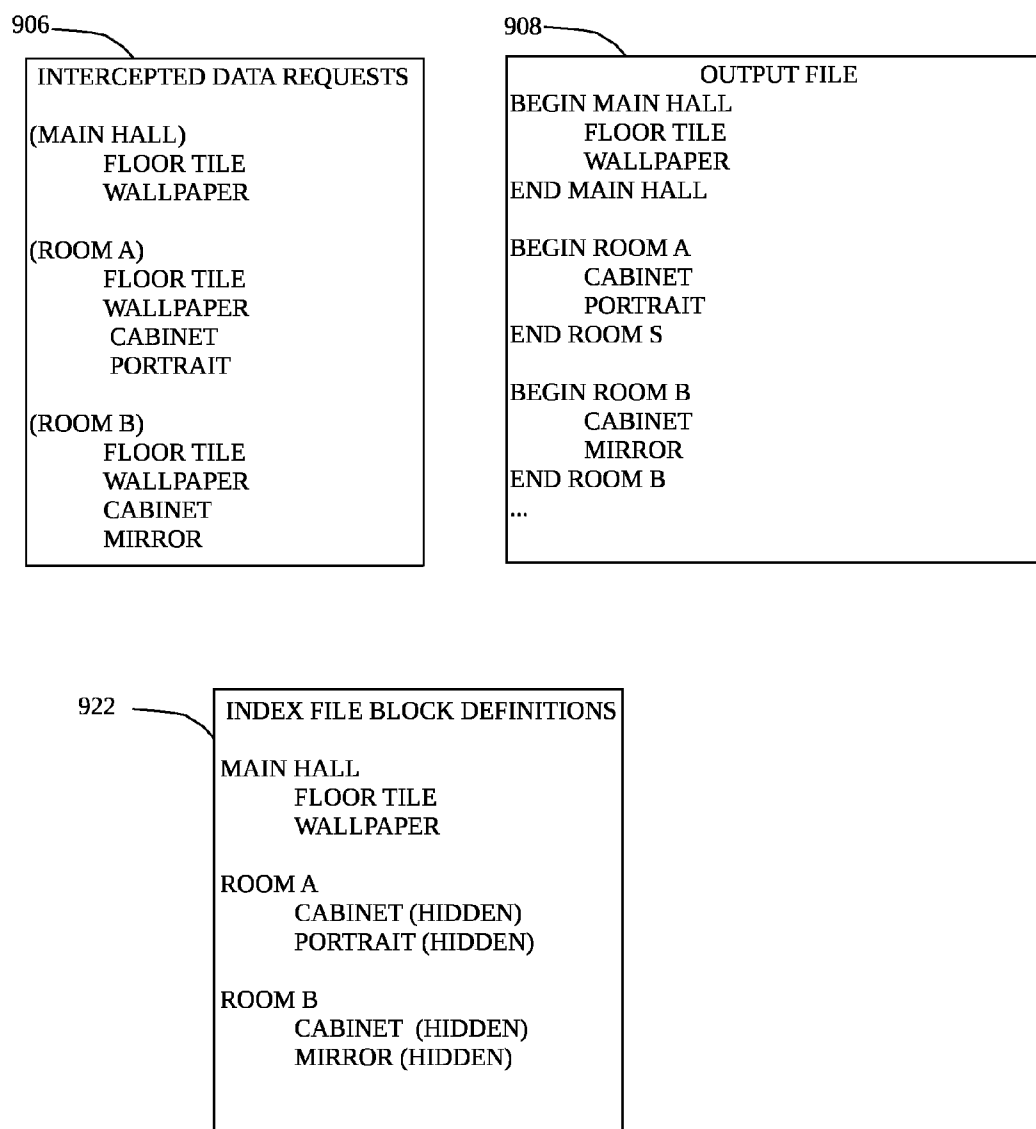 906
INTERCEPTED DATA REQUESTS
(MAIN HALL)
FLOOR TILE
WALLPAPER
(ROOM A)
FLOOR TILE
WALLPAPER
CABINET
PORTRAIT
(ROOM B)
FLOOR TILE
WALLPAPER
CABINET
MIRROR
908
OUTPUT FILE
BEGIN MAIN HALL
FLOOR TILE
WALLPAPER
END MAIN HALL
BEGIN ROOM A
CABINET
PORTRAIT
END ROOM S
BEGIN ROOM B
CABINET
MIRROR
END ROOM B
...
922
INDEX FILE BLOCK DEFINITIONS
MAIN HALL
FLOOR TILE
WALLPAPER
ROOM A
CABINET (HIDDEN)
PORTRAIT (HIDDEN)
ROOM B
CABINET (HIDDEN)
MIRROR (HIDDEN)